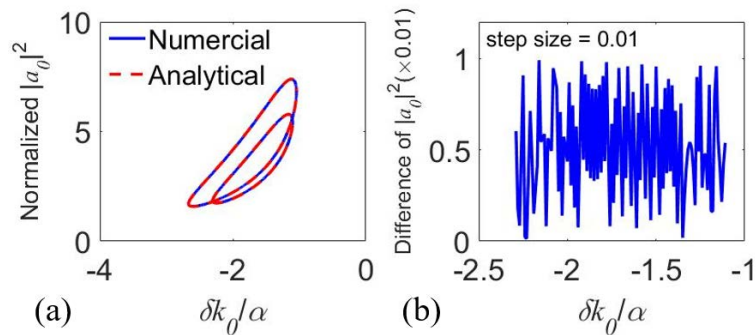 10
5
0
Normalized |a₀|²
Numercial
Analytical
-4
-2
0
(a)
δk₀/α
1
0.5
0
Difference of |a₀|²(×0.01)
step size = 0.01
-2.5
-2
-1.5
-1
(b)
δk₀/α